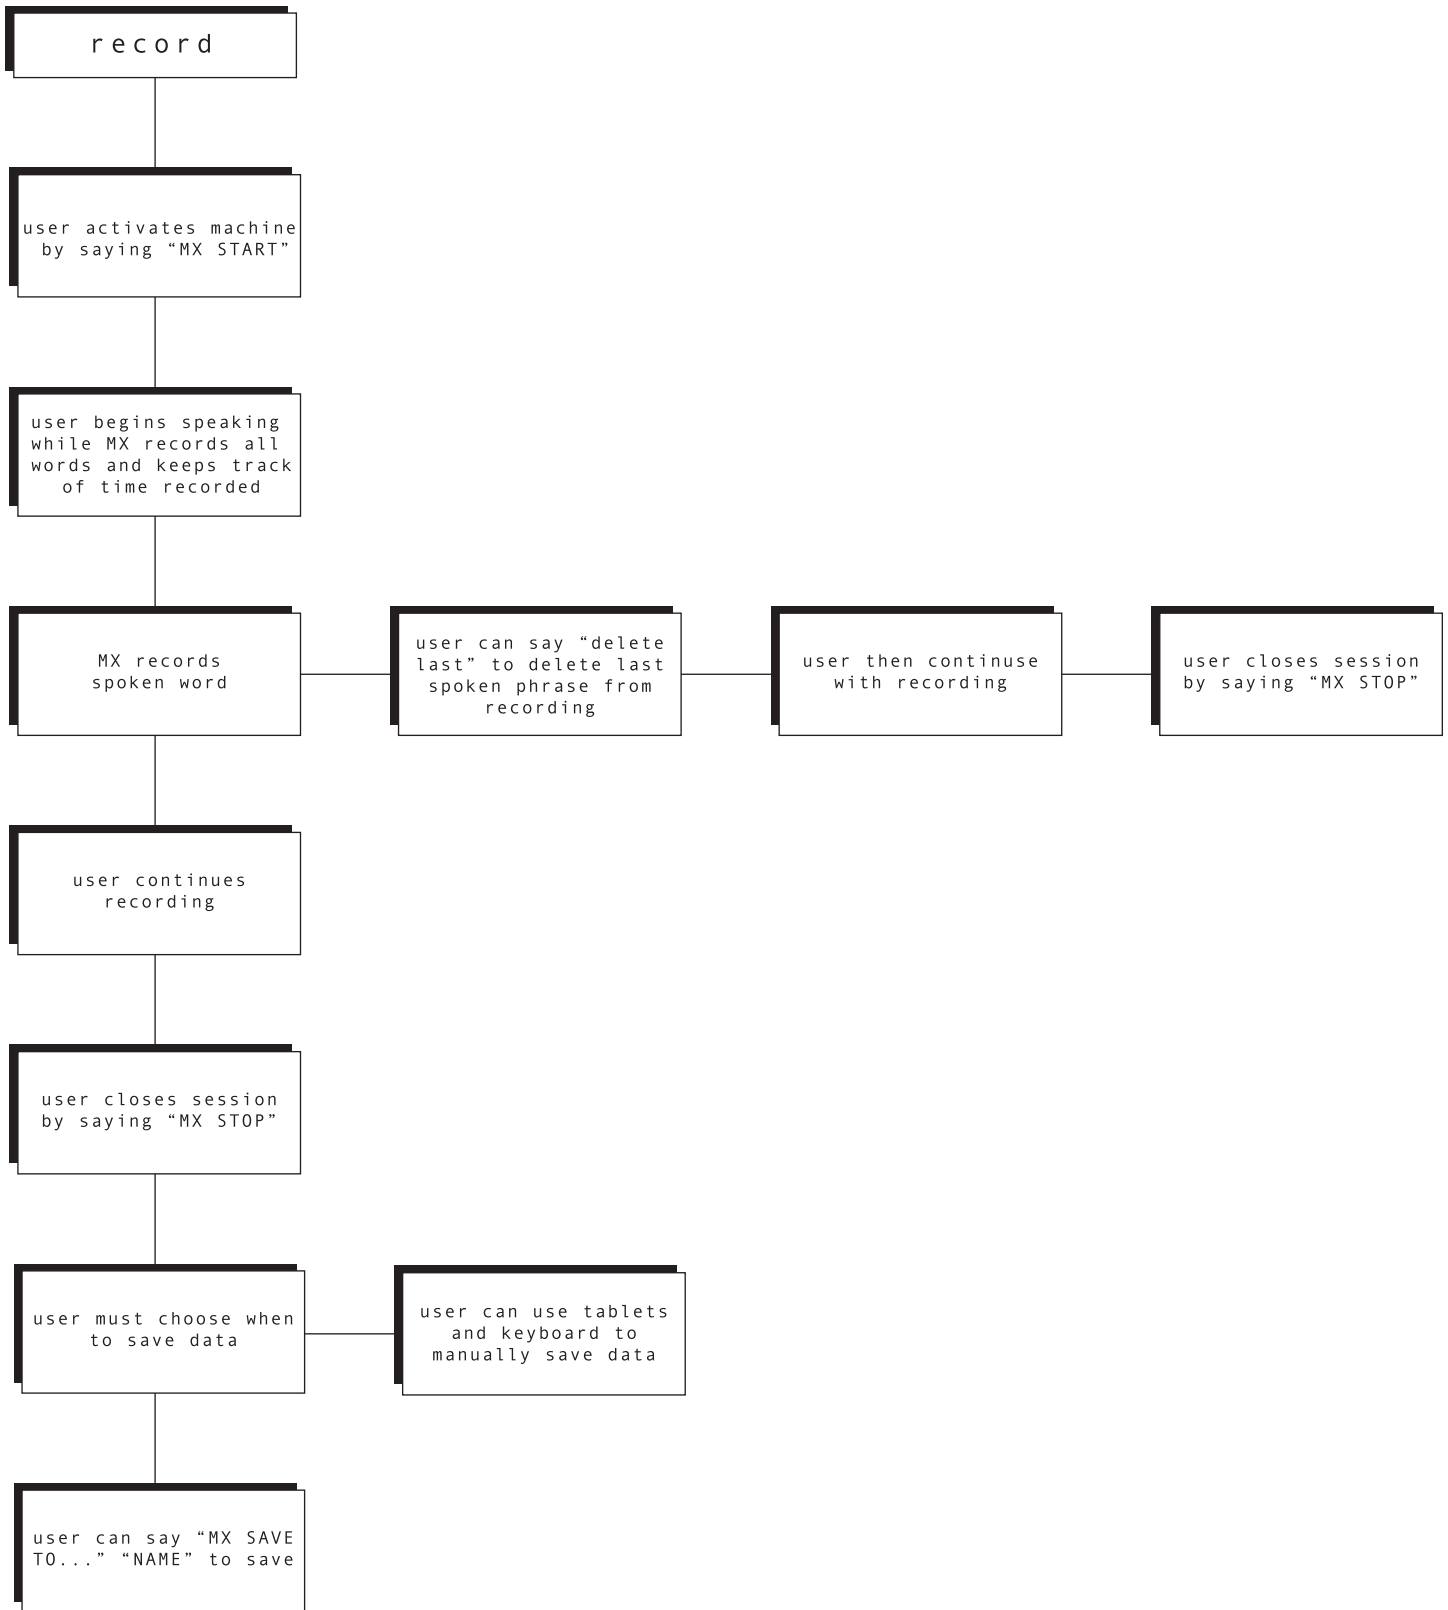 record
user activates machine
by saying “MX START”
user begins speaking
while MX records all
words and keeps track
of time recorded
MX records
spoken word
user can say “delete
last” to delete last
spoken phrase from
recording
user then continuse
with recording
user closes session
by saying “MX STOP”
user continues
recording
user closes session
by saying “MX STOP”
user must choose when
to save data
user can use tablets
and keyboard to
manually save data
user can say “MX SAVE
TO...” “NAME” to save